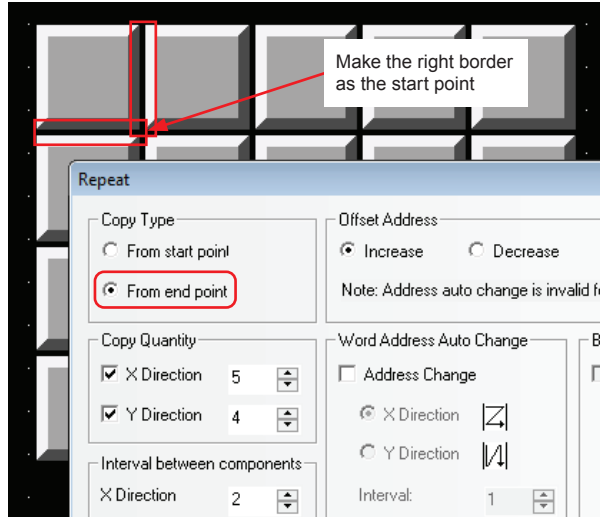 Make the right border
as the start point
Repeat
Copy Type
From start point
From end point
Offset Address
Increase Decrease
Note: Address auto change is invalid f
Copy Quantity
X Direction 5
Y Direction 4
Word Address Auto Change
Address Change
X Direction
Y Direction
Interval: 1
B
Interval between components
X Direction 2